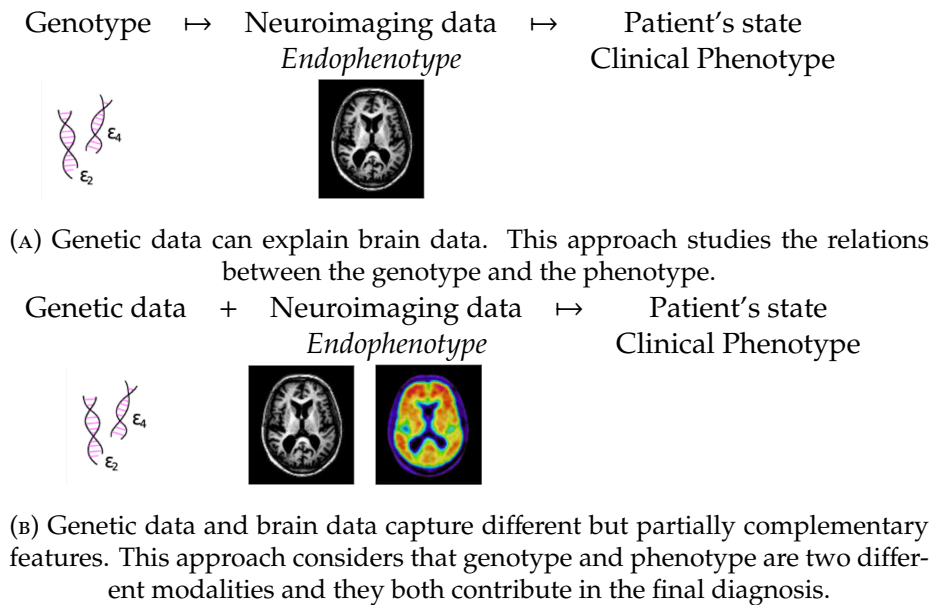 Genotype ↦ Neuroimaging data ↦ Patient's state
Endophenotype Clinical Phenotype
ε4
ε2
(A) Genetic data can explain brain data. This approach studies the relations
between the genotype and the phenotype.
Genetic data + Neuroimaging data ↦ Patient's state
Endophenotype Clinical Phenotype
ε4
ε2
(B) Genetic data and brain data capture different but partially complementary
features. This approach considers that genotype and phenotype are two differ-
ent modalities and they both contribute in the final diagnosis.